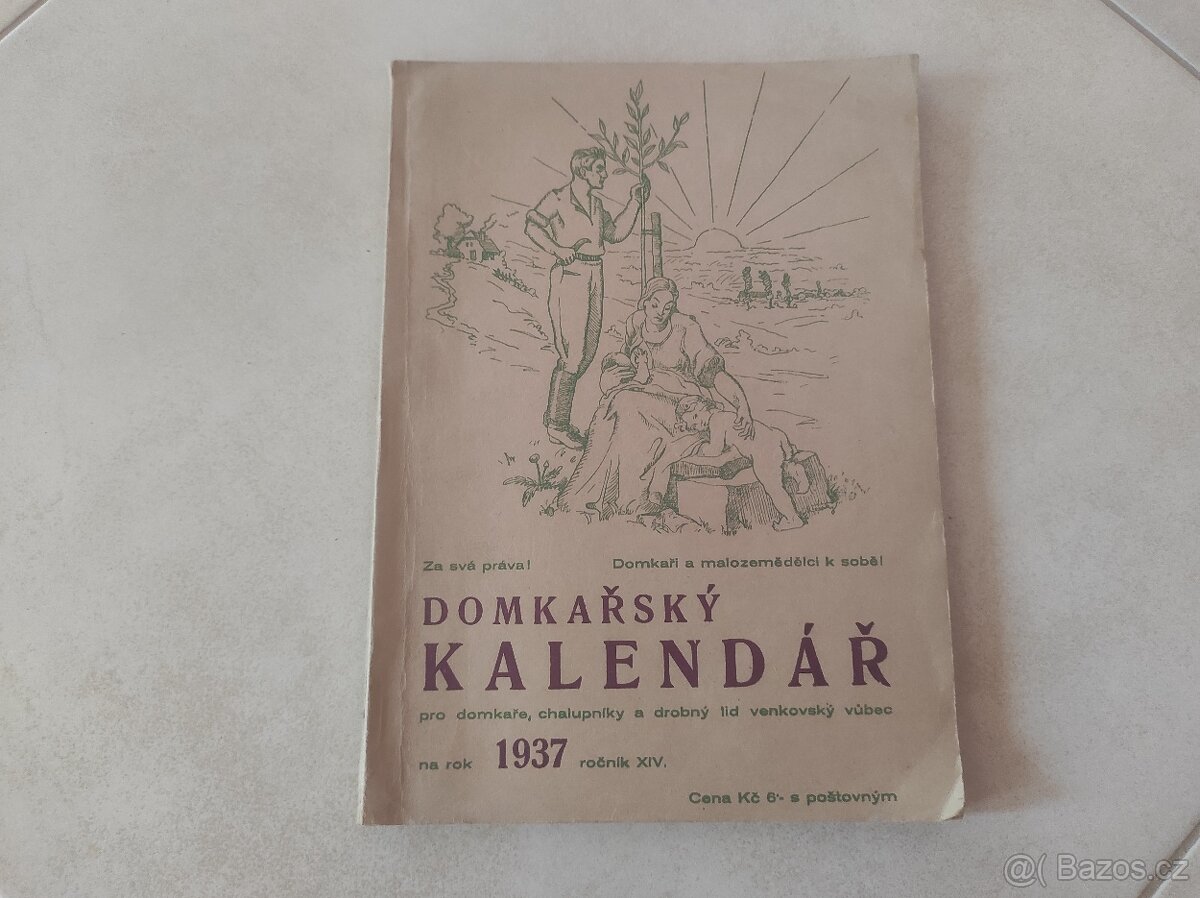 Za svá práva! Domkaři a malozemědělci k sobě!
DOMKAŘSKÝ
KALENDÁŘ
pro domkaře, chalupníky a drobný lid venkovský vůbec
na rok 1937 ročník XIV.
Cena Kč 6·- s poštovným
@( Bazos.cz